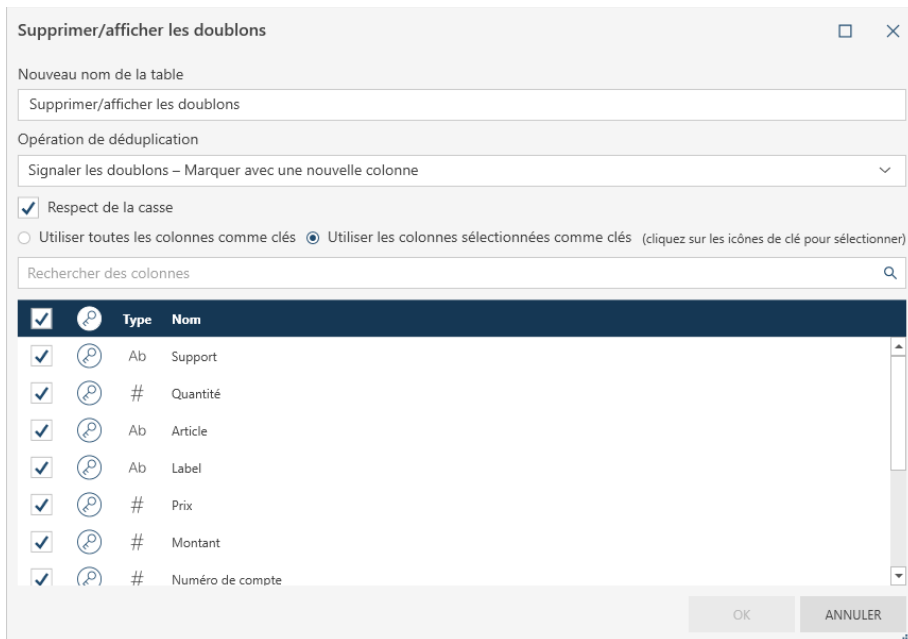 Supprimer/afficher les doublons
Nouveau nom de la table
Supprimer/afficher les doublons
Opération de déduplication
Signaler les doublons – Marquer avec une nouvelle colonne
Respect de la casse
Utiliser toutes les colonnes comme clés Utiliser les colonnes sélectionnées comme clés (cliquez sur les icônes de clé pour sélectionner)
Rechercher des colonnes
Type Nom
Ab Support
# Quantité
Ab Article
Ab Label
# Prix
# Montant
# Numéro de compte
OK ANNULER